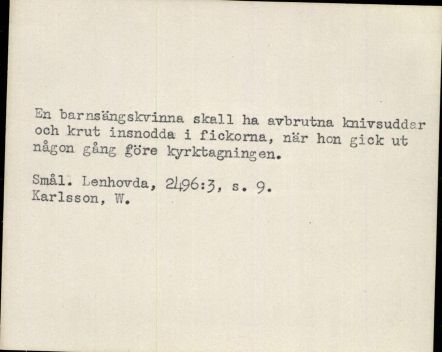 En barnsängskvinna skall ha avbrutna knivsuddar
och krut insnodda i fickorna, när hon gick ut
någon gång före kyrktagningen.
Smål. Lenhovda, 2496:3, s. 9.
Karlsson, W.